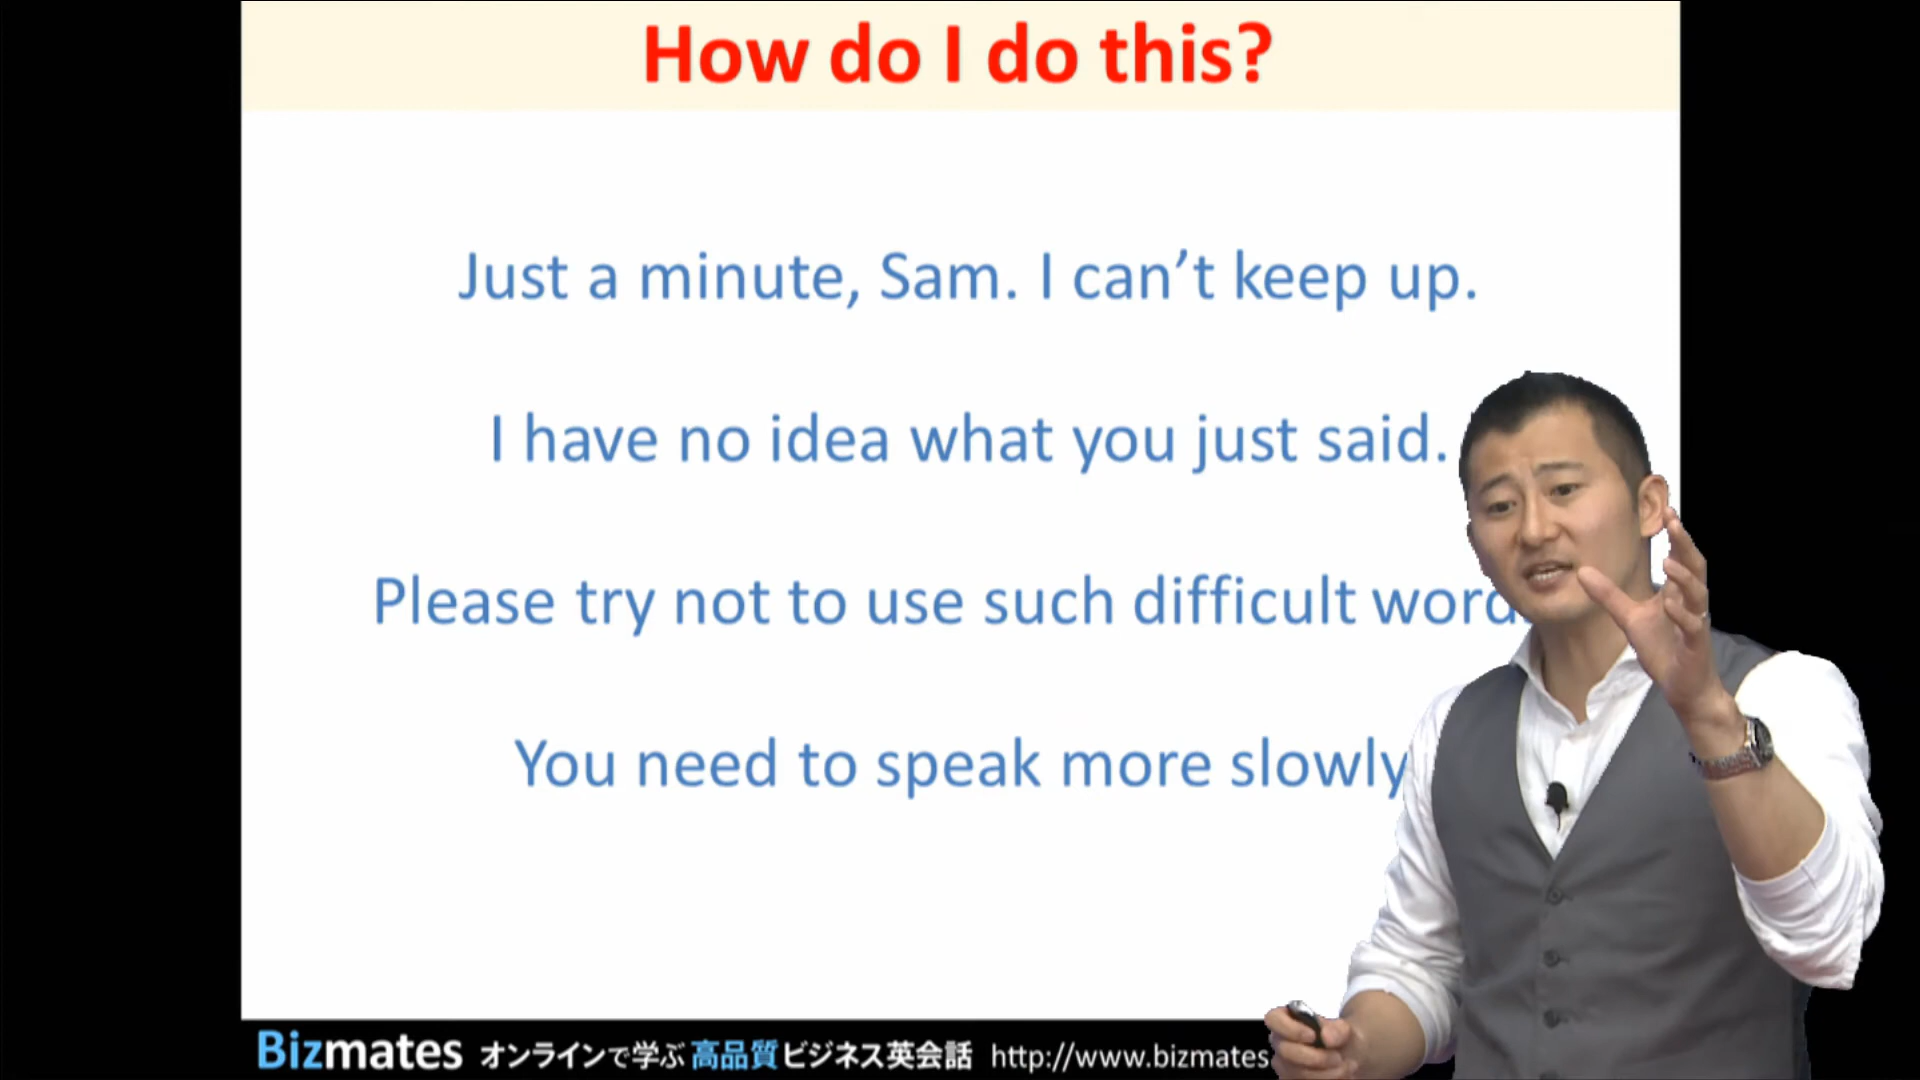 How do I do this?
Just a minute, Sam. I can’t keep up.
I have no idea what you just said.
Please try not to use such difficult
You need to speak more slowly
Bizmates オンラインで学ぶ 高品質 ビジネス英会話 http://www.bizmates